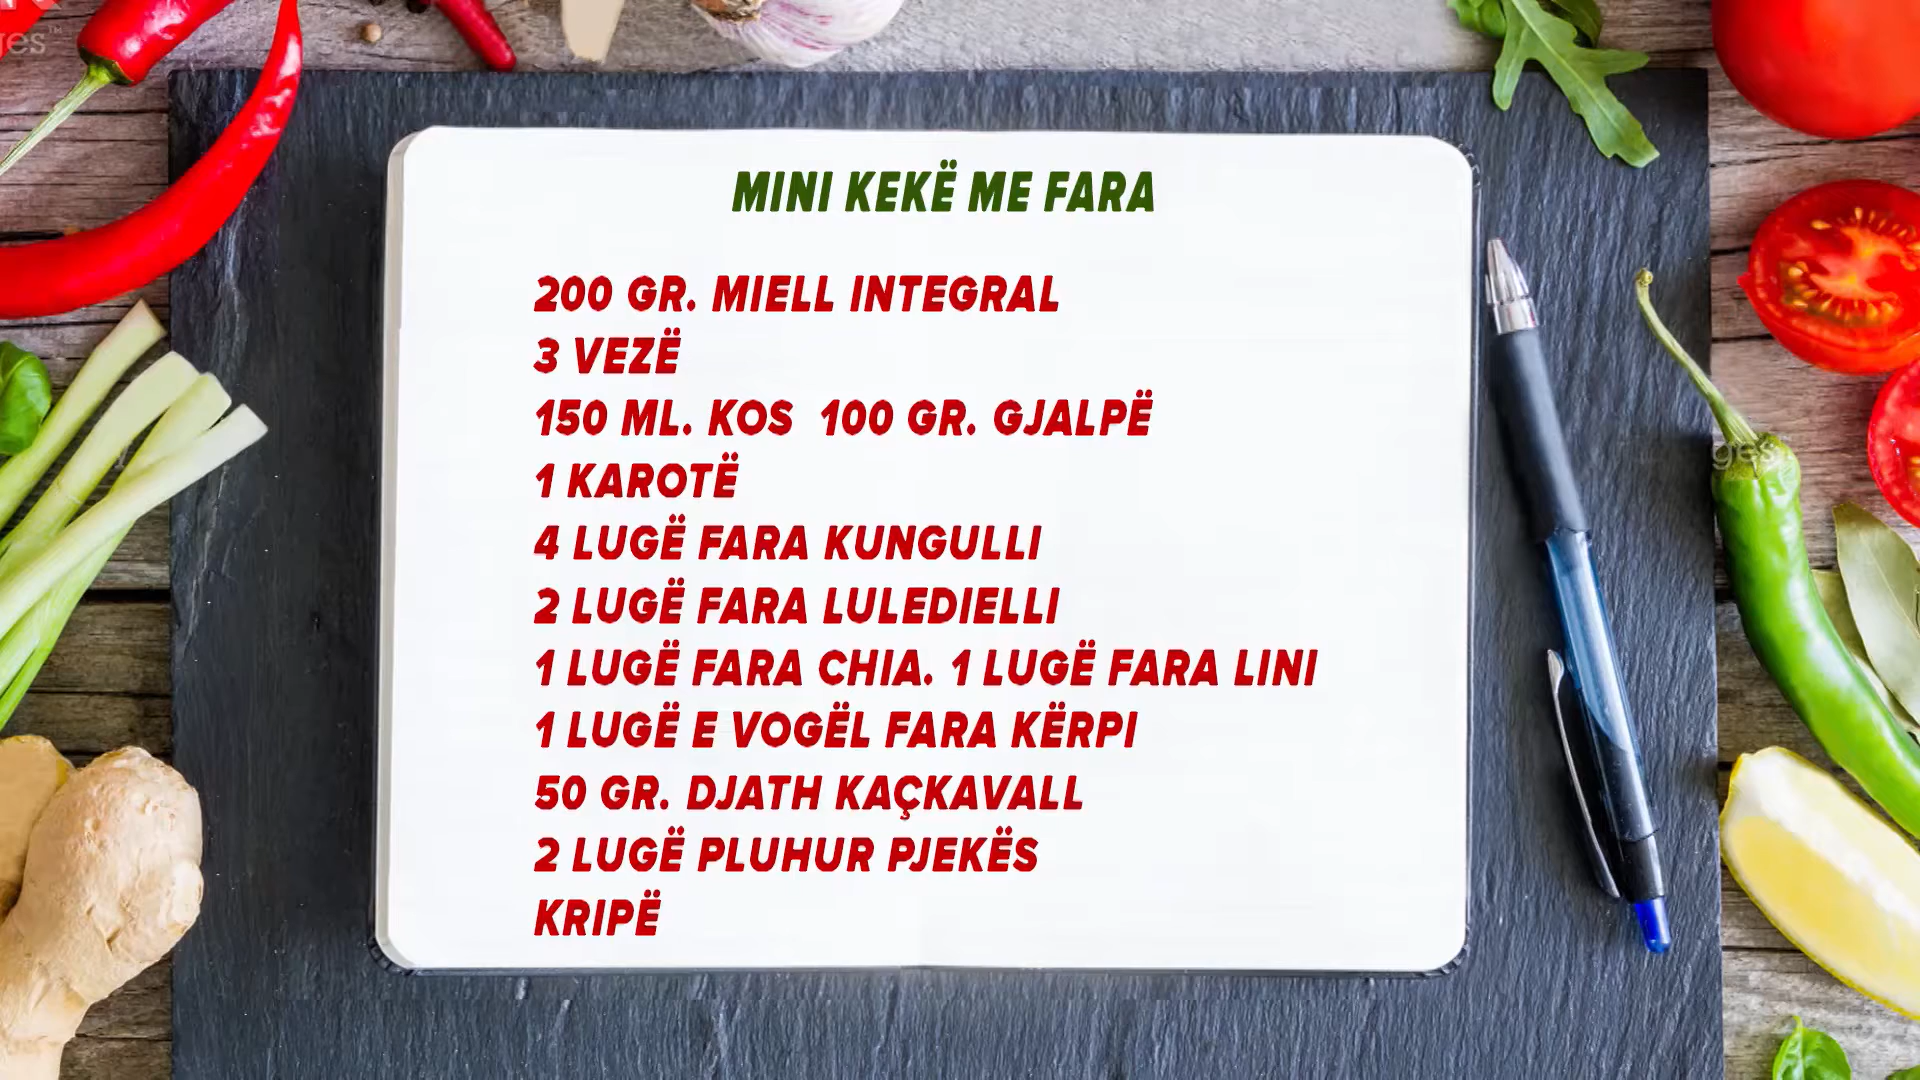 MINI KEKË ME FARA
200 GR. MIELL INTEGRAL
3 VEZË
150 ML. KOS  100 GR. GJALPË
1 KAROTË
4 LUGË FARA KUNGULLI
2 LUGË FARA LULEDIELLI
1 LUGË FARA CHIA. 1 LUGË FARA LINI
1 LUGË E VOGËL FARA KËRPI
50 GR. DJATH KAÇKAVALL
2 LUGË PLUHUR PJEKËS
KRIPË